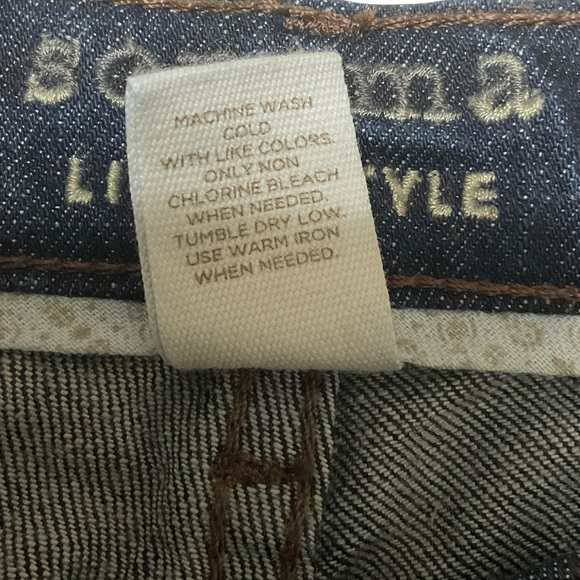 MACHINE WASH
COLD
WITH LIKE COLORS.
ONLY NON
CHLORINE BLEACH
WHEN NEEDED.
TUMBLE DRY LOW.
USE WARM IRON
WHEN NEEDED.